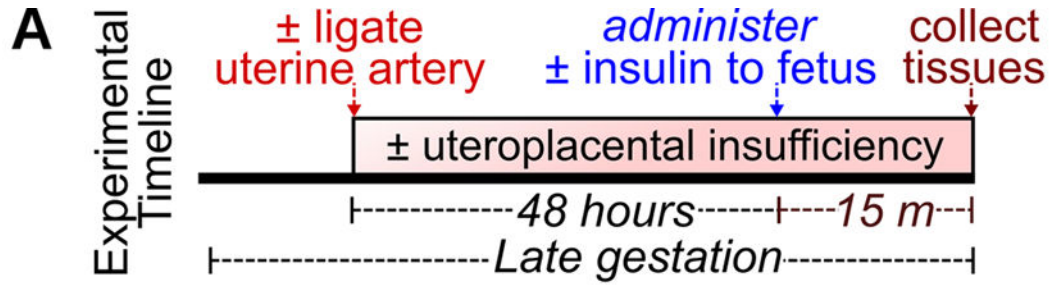 A
Experimental
Timeline
± ligate
uterine artery
administer
± insulin to fetus
collect
tissues
± uteroplacental insufficiency
48 hours
15 m
Late gestation